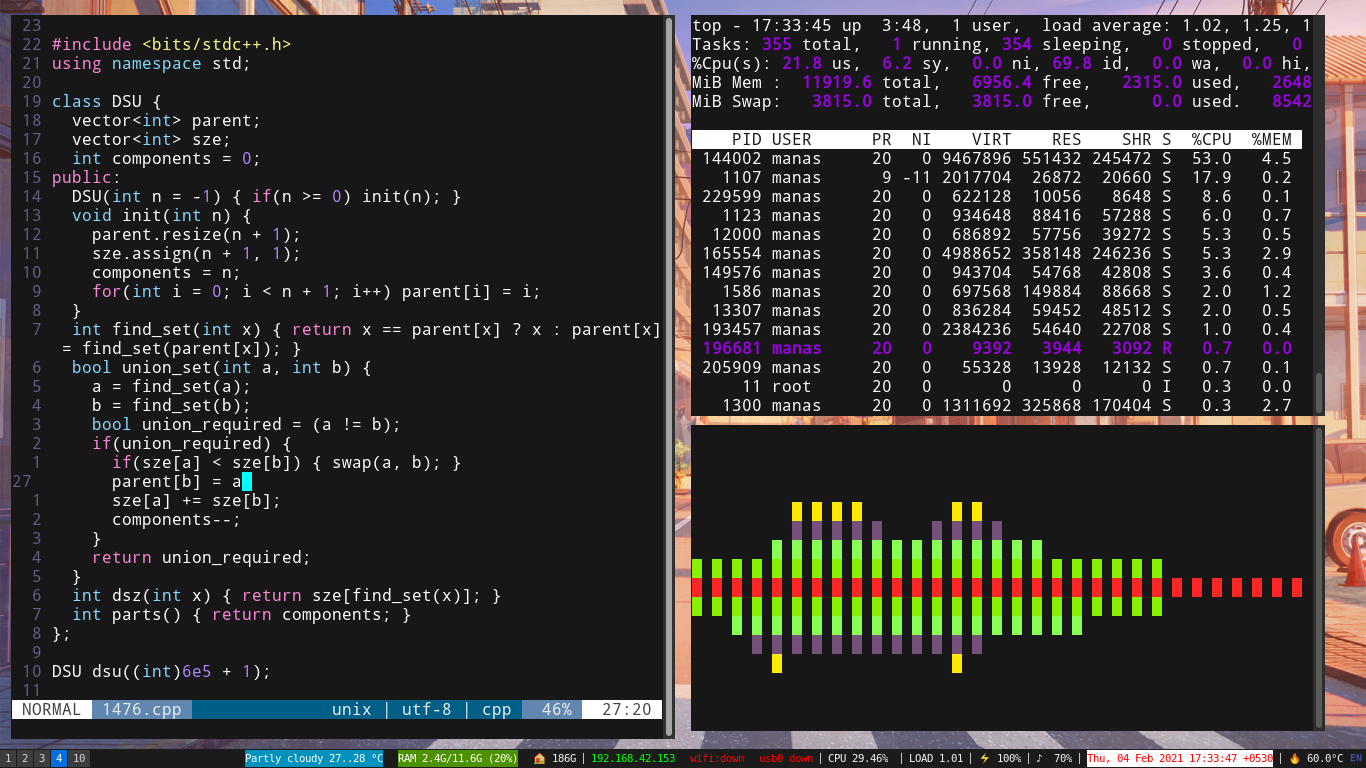 23
22 #include <bits/stdc++.h>
21 using namespace std;
20
19 class DSU {
18   vector<int> parent;
17   vector<int> sze;
16   int components = 0;
15 public:
14   DSU(int n = -1) { if(n >= 0) init(n); }
13   void init(int n) {
12     parent.resize(n + 1);
11     sze.assign(n + 1, 1);
10     components = n;
9     for(int i = 0; i < n + 1; i++) parent[i] = i;
8   }
7   int find_set(int x) { return x == parent[x] ? x : parent[x]
= find_set(parent[x]); }
6   bool union_set(int a, int b) {
5     a = find_set(a);
4     b = find_set(b);
3     bool union_required = (a != b);
2     if(union_required) {
1       if(sze[a] < sze[b]) { swap(a, b); }
27       parent[b] = a
1       sze[a] += sze[b];
2       components--;
3     }
4     return union_required;
5   }
6   int dsz(int x) { return sze[find_set(x)]; }
7   int parts() { return components; }
8 };
9
10 DSU dsu((int)6e5 + 1);
11
NORMAL 1476.cpp unix | utf-8 | cpp 46% 27:20
top - 17:33:45 up  3:48,  1 user,  load average: 1.02, 1.25, 1
Tasks: 355 total,   1 running, 354 sleeping,   0 stopped,   0
%Cpu(s): 21.8 us,  6.2 sy,  0.0 ni, 69.8 id,  0.0 wa,  0.0 hi,
MiB Mem :  11919.6 total,   6956.4 free,   2315.0 used,   2648
MiB Swap:   3815.0 total,   3815.0 free,      0.0 used.   8542
PID USER PR NI VIRT RES SHR S %CPU %MEM
144002 manas 20 0 9467896 551432 245472 S 53.0 4.5
1107 manas 9 -11 2017704 26872 20660 S 17.9 0.2
229599 manas 20 0 622128 10056 8648 S 8.6 0.1
1123 manas 20 0 934648 88416 57288 S 6.0 0.7
12000 manas 20 0 686892 57756 39272 S 5.3 0.5
165554 manas 20 0 4988652 358148 246236 S 5.3 2.9
149576 manas 20 0 943704 54768 42808 S 3.6 0.4
1586 manas 20 0 697568 149884 88668 S 2.0 1.2
13307 manas 20 0 836284 59452 48512 S 2.0 0.5
193457 manas 20 0 2384236 54640 22708 S 1.0 0.4
196681 manas 20 0 9392 3944 3092 R 0.7 0.0
205909 manas 20 0 55328 13928 12132 S 0.7 0.1
11 root 20 0 0 0 0 I 0.3 0.0
1300 manas 20 0 1311692 325868 170404 S 0.3 2.7
1 2 3 4 10 Partly cloudy 27..28 °C RAM 2.4G/11.6G (20%) 🏠 186G | 192.168.42.153 wifi:down usb0 down | CPU 29.46% | LOAD 1.01 | ⚡ 100% | ♪ 70% | Thu, 04 Feb 2021 17:33:47 +0530 | 🔥 60.0°C EN